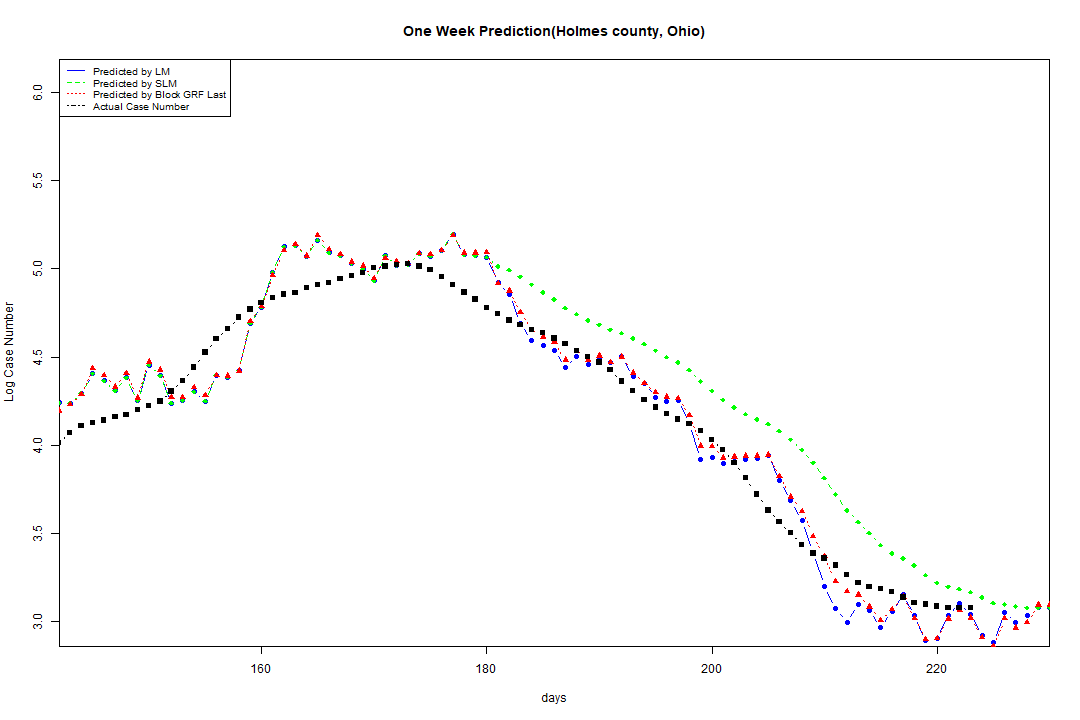 One Week Prediction(Holmes county, Ohio)
Predicted by LM
Predicted by SLM
Predicted by Block GRF Last
Actual Case Number
6.0
5.5
5.0
4.5
4.0
3.5
3.0
Log Case Number
160 180 200 220
days